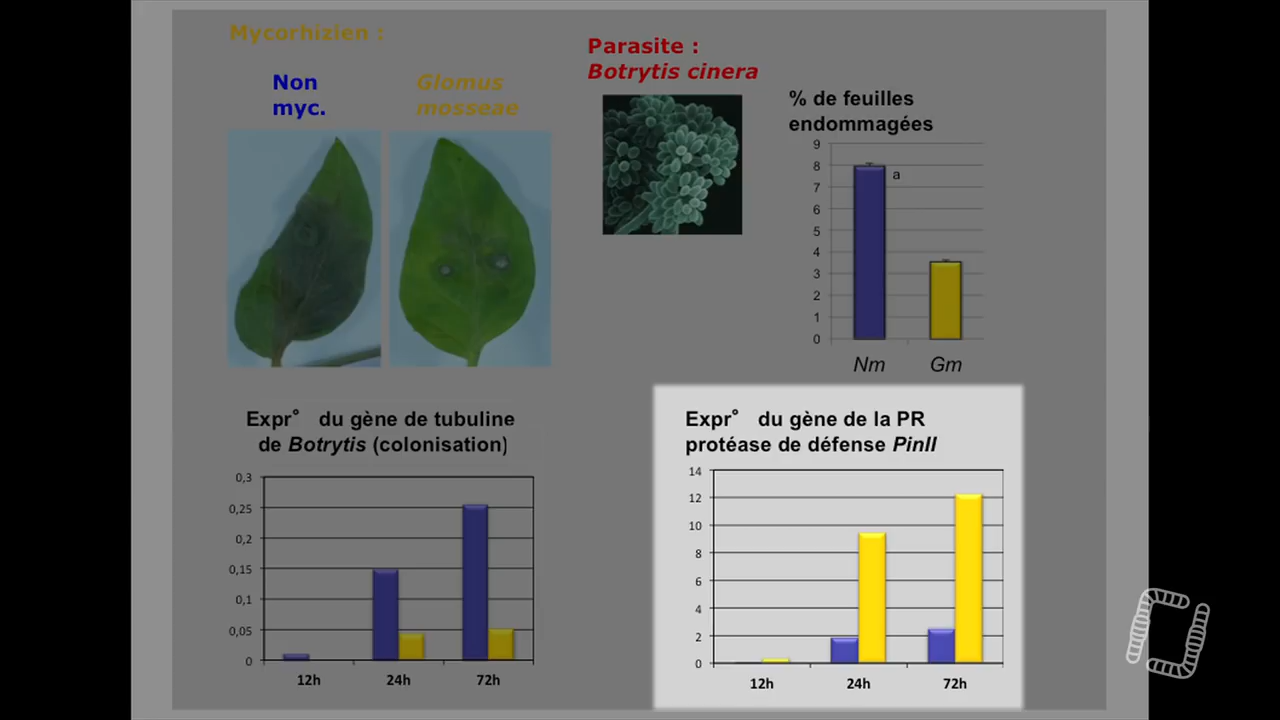 Mycorhizien :
Non
myc.
Glomus
mosseae
Parasite :
Botrytis cinera
% de feuilles
endommagées
9
8
7
6
5
4
3
2
1
0
a
Nm
Gm
Expr° du gène de tubuline
de Botrytis (colonisation)
0,3
0,25
0,2
0,15
0,1
0,05
0
12h
24h
72h
Expr° du gène de la PR
protéase de défense PinII
14
12
10
8
6
4
2
0
12h
24h
72h